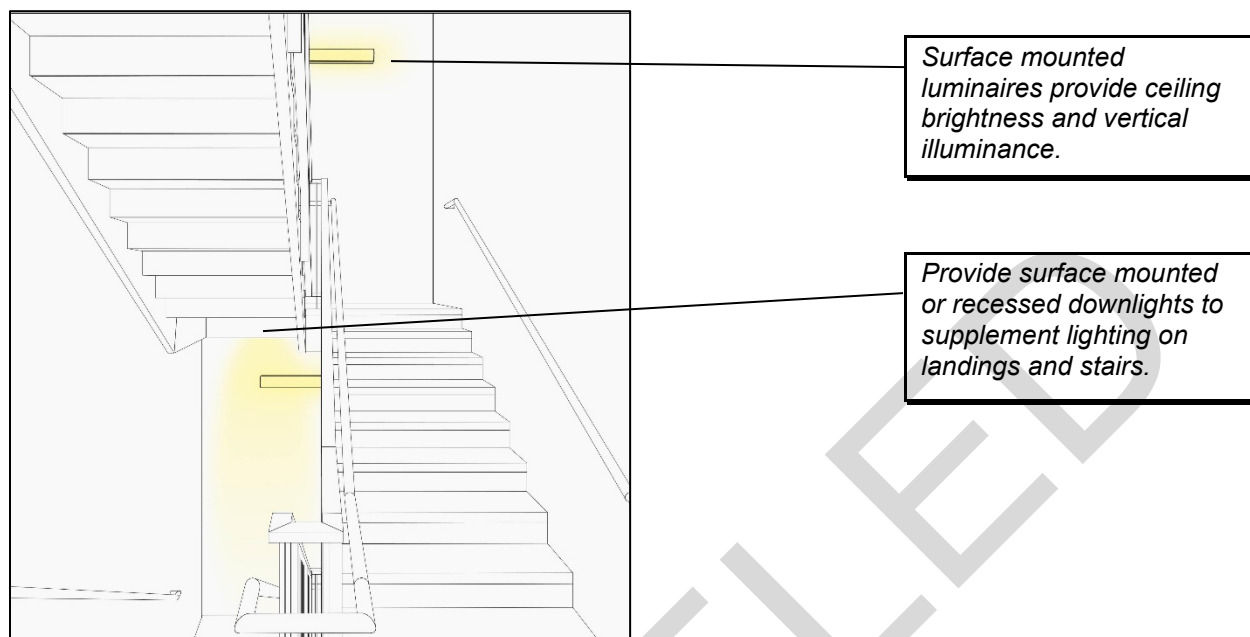 Surface mounted
luminaires provide ceiling
brightness and vertical
illuminance.
Provide surface mounted
or recessed downlights to
supplement lighting on
landings and stairs.
LED